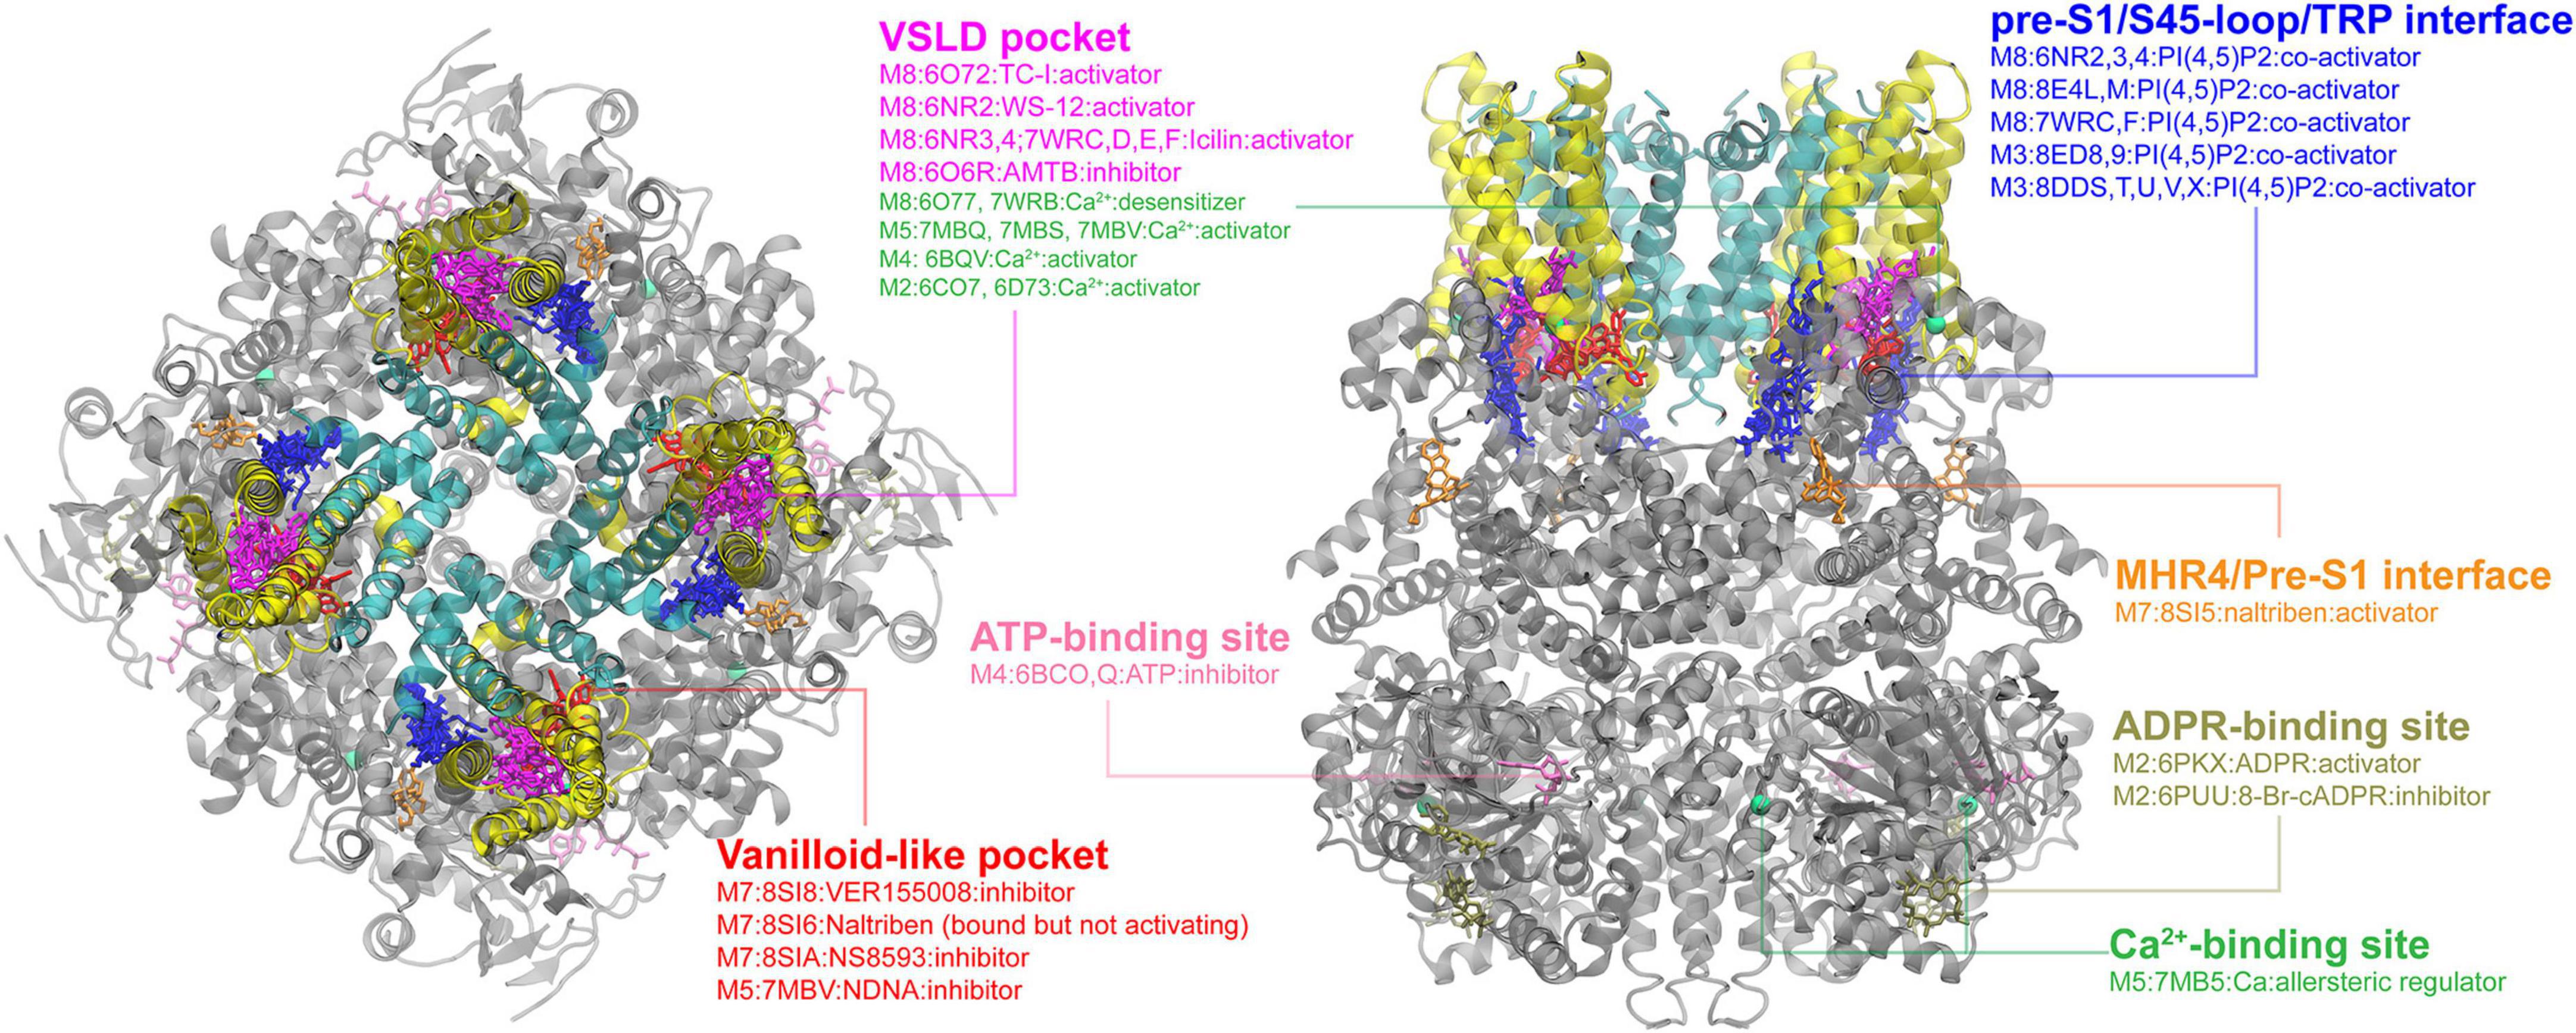 VSLD pocket
M8:6O72:TC-I:activator
M8:6NR2:WS-12:activator
M8:6NR3,4;7WRC,D,E,F:Icilin:activator
M8:6O6R:AMTB:inhibitor
M8:6O77, 7WRB:Ca²⁺:desensitizer
M5:7MBQ, 7MBS, 7MBV:Ca²⁺:activator
M4: 6BQV:Ca²⁺:activator
M2:6CO7, 6D73:Ca²⁺:activator
pre-S1/S45-loop/TRP interface
M8:6NR2,3,4:PI(4,5)P2:co-activator
M8:8E4L,M:PI(4,5)P2:co-activator
M8:7WRC,F:PI(4,5)P2:co-activator
M3:8ED8,9:PI(4,5)P2:co-activator
M3:8DDS,T,U,V,X:PI(4,5)P2:co-activator
MHR4/Pre-S1 interface
M7:8SI5:naltriben:activator
ATP-binding site
M4:6BCO,Q:ATP:inhibitor
ADPR-binding site
M2:6PKX:ADPR:activator
M2:6PUU:8-Br-cADPR:inhibitor
Vanilloid-like pocket
M7:8SI8:VER155008:inhibitor
M7:8SI6:Naltriben (bound but not activating)
M7:8SIA:NS8593:inhibitor
M5:7MBV:NDNA:inhibitor
Ca²⁺-binding site
M5:7MB5:Ca:allersteric regulator